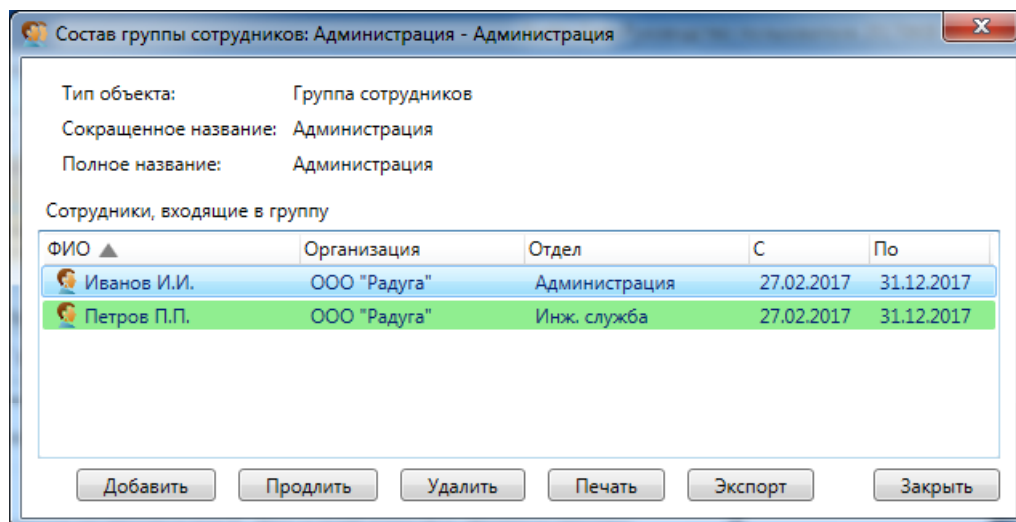 Состав группы сотрудников: Администрация - Администрация
Тип объекта: Группа сотрудников
Сокращенное название: Администрация
Полное название: Администрация
Сотрудники, входящие в группу
ФИО Организация Отдел С По
Иванов И.И. ООО "Радуга" Администрация 27.02.2017 31.12.2017
Петров П.П. ООО "Радуга" Инж. служба 27.02.2017 31.12.2017
Добавить Продлить Удалить Печать Экспорт Закрыть